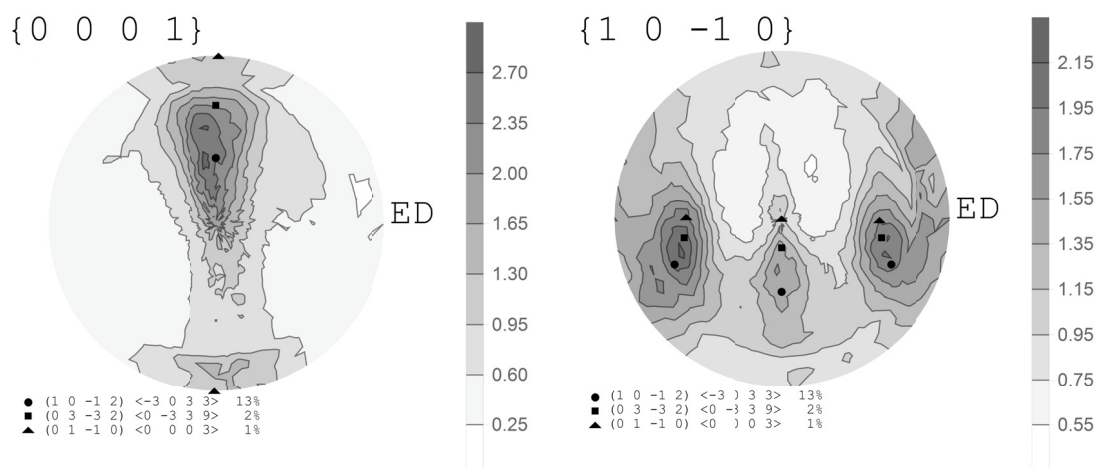 {0 0 0 1}
2.70
2.35
2.00
1.65
1.30
0.95
0.60
0.25
ED
(1 0 -1 2) <-3 0 3 3> 13%
(0 3 -3 2) <0 -3 3 9> 2%
(0 1 -1 0) <0 0 0 3> 1%
{1 0 -1 0}
2.15
1.95
1.75
1.55
1.35
1.15
0.95
0.75
0.55
ED
(1 0 -1 2) <-3 3 3> 13%
(0 3 -3 2) <0 3 9> 2%
(0 1 -1 0) <0 0 3> 1%